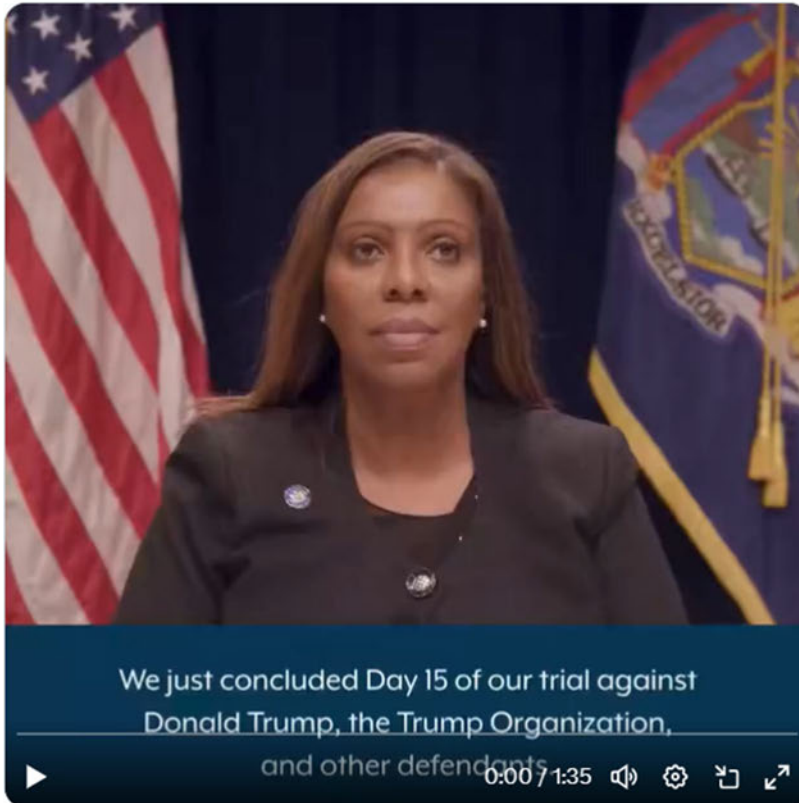 EXCELSIOR
We just concluded Day 15 of our trial against
Donald Trump, the Trump Organization,
and other defendants.
0:00 / 1:35